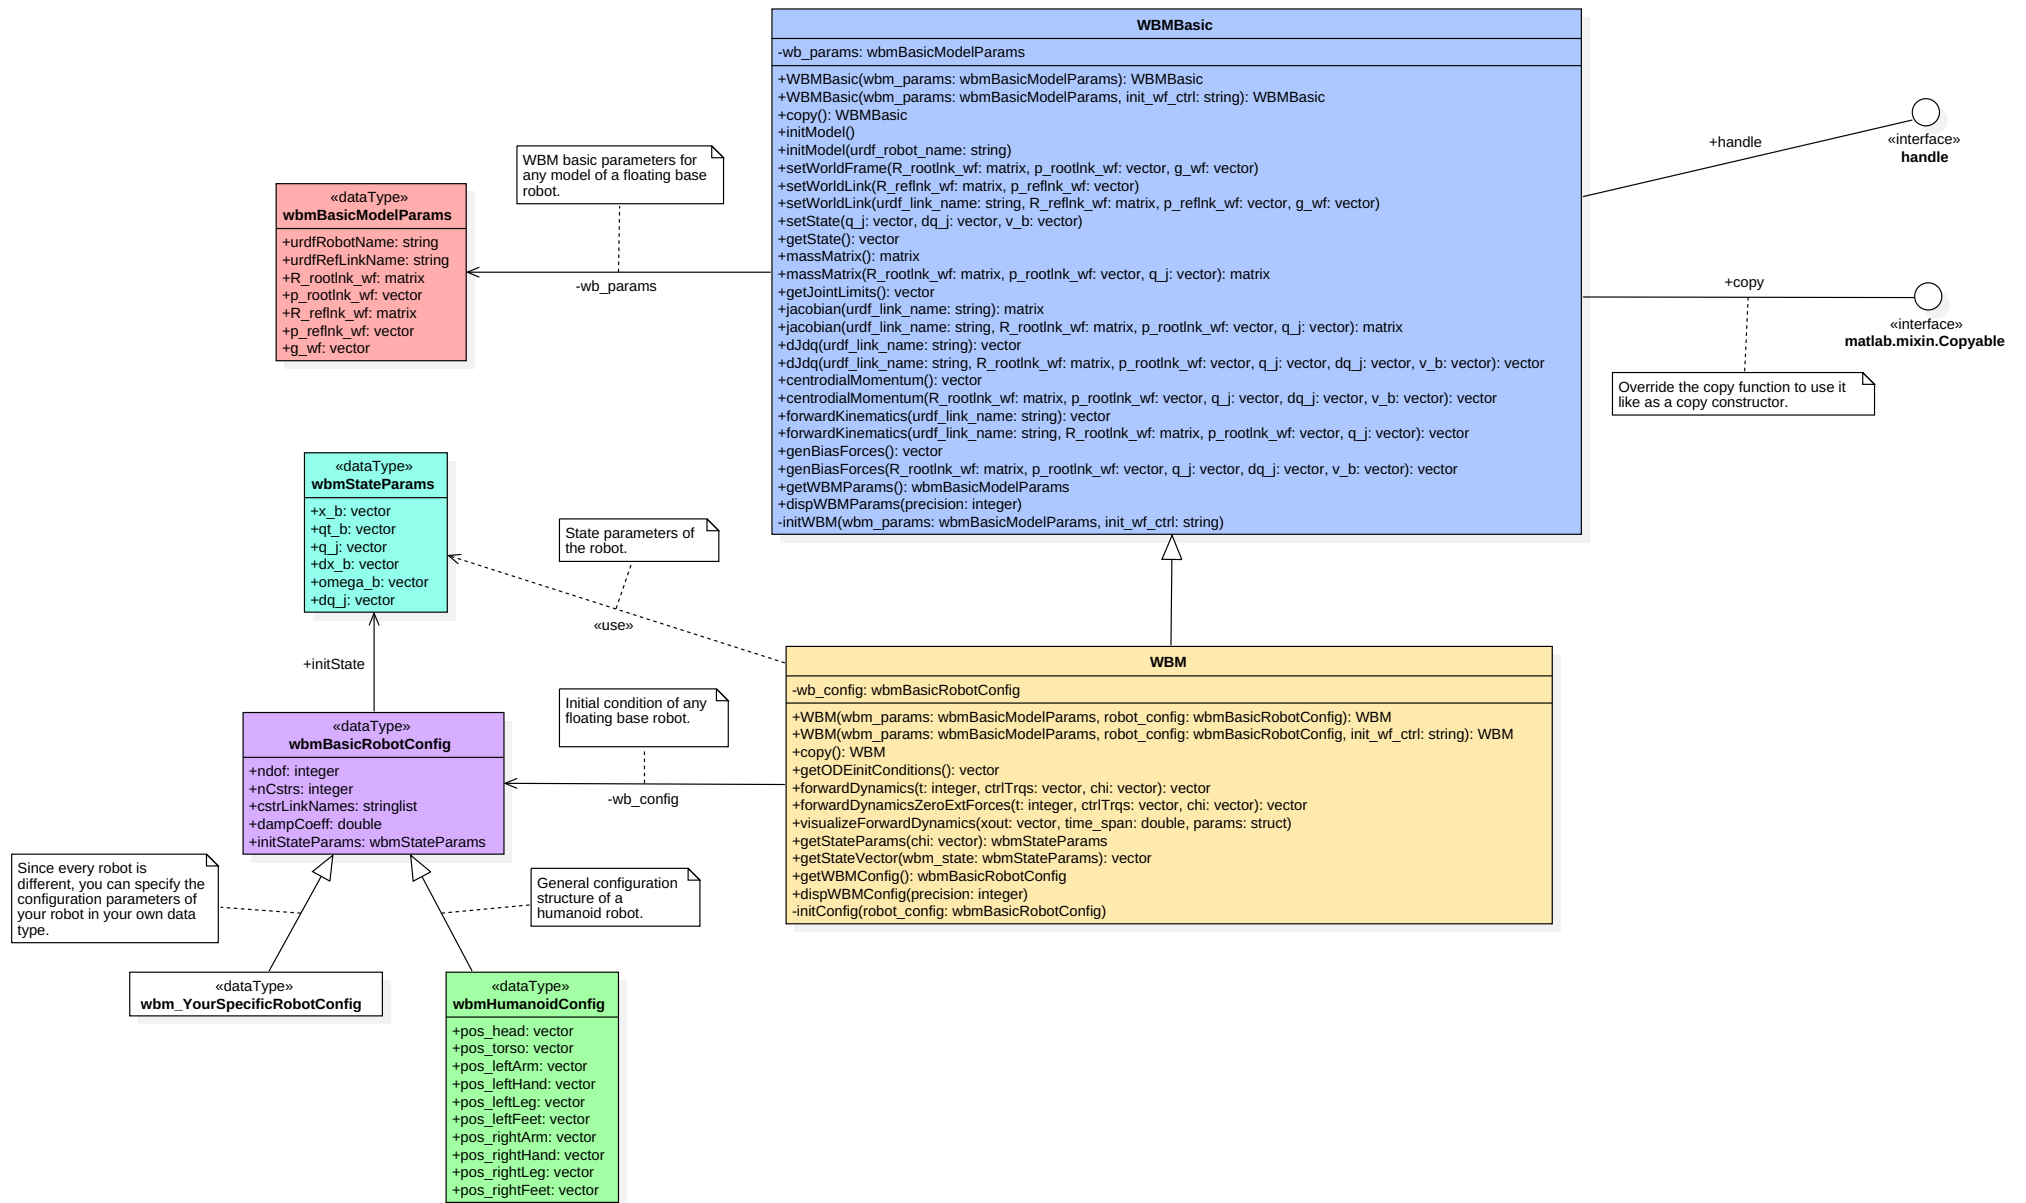 WBMBasic
-wb_params: wbmBasicModelParams
+WBMBasic(wbm_params: wbmBasicModelParams): WBMBasic
+WBMBasic(wbm_params: wbmBasicModelParams, init_wf_ctrl: string): WBMBasic
+copy(): WBMBasic
+initModel()
+initModel(urdf_robot_name: string)
+setWorldFrame(R_rootlnk_wf: matrix, p_rootlnk_wf: vector, g_wf: vector)
+setWorldLink(R_reflnk_wf: matrix, p_reflnk_wf: vector)
+setWorldLink(urdf_link_name: string, R_reflnk_wf: matrix, p_reflnk_wf: vector, g_wf: vector)
+setState(q_j: vector, dq_j: vector, v_b: vector)
+getState(): vector
+massMatrix(): matrix
+massMatrix(R_rootlnk_wf: matrix, p_rootlnk_wf: vector, q_j: vector): matrix
+getJointLimits(): vector
+jacobian(urdf_link_name: string): matrix
+jacobian(urdf_link_name: string, R_rootlnk_wf: matrix, p_rootlnk_wf: vector, q_j: vector): matrix
+dJdq(urdf_link_name: string): vector
+dJdq(urdf_link_name: string, R_rootlnk_wf: matrix, p_rootlnk_wf: vector, q_j: vector, dq_j: vector, v_b: vector): vector
+centrodialMomentum(): vector
+centrodialMomentum(R_rootlnk_wf: matrix, p_rootlnk_wf: vector, q_j: vector, dq_j: vector, v_b: vector): vector
+forwardKinematics(urdf_link_name: string): vector
+forwardKinematics(urdf_link_name: string, R_rootlnk_wf: matrix, p_rootlnk_wf: vector, q_j: vector): vector
+genBiasForces(): vector
+genBiasForces(R_rootlnk_wf: matrix, p_rootlnk_wf: vector, q_j: vector, dq_j: vector, v_b: vector): vector
+getWBMParams(): wbmBasicModelParams
+dispWBMParams(precision: integer)
-initWBM(wbm_params: wbmBasicModelParams, init_wf_ctrl: string)
+handle
«interface»
handle
+copy
«interface»
matlab.mixin.Copyable
Override the copy function to use it
like as a copy constructor.
WBM basic parameters for
any model of a floating base
robot.
-wb_params
«dataType»
wbmBasicModelParams
+urdfRobotName: string
+urdfRefLinkName: string
+R_rootlnk_wf: matrix
+p_rootlnk_wf: vector
+R_reflnk_wf: matrix
+p_reflnk_wf: vector
+g_wf: vector
«dataType»
wbmStateParams
+x_b: vector
+qt_b: vector
+q_j: vector
+dx_b: vector
+omega_b: vector
+dq_j: vector
State parameters of
the robot.
«use»
+initState
WBM
-wb_config: wbmBasicRobotConfig
+WBM(wbm_params: wbmBasicModelParams, robot_config: wbmBasicRobotConfig): WBM
+WBM(wbm_params: wbmBasicModelParams, robot_config: wbmBasicRobotConfig, init_wf_ctrl: string): WBM
+copy(): WBM
+getODEinitConditions(): vector
+forwardDynamics(t: integer, ctrlTrqs: vector, chi: vector): vector
+forwardDynamicsZeroExtForces(t: integer, ctrlTrqs: vector, chi: vector): vector
+visualizeForwardDynamics(xout: vector, time_span: double, params: struct)
+getStateParams(chi: vector): wbmStateParams
+getStateVector(wbm_state: wbmStateParams): vector
+getWBMConfig(): wbmBasicRobotConfig
+dispWBMConfig(precision: integer)
-initConfig(robot_config: wbmBasicRobotConfig)
Initial condition of any
floating base robot.
-wb_config
«dataType»
wbmBasicRobotConfig
+ndof: integer
+nCstrs: integer
+cstrLinkNames: stringlist
+dampCoeff: double
+initStateParams: wbmStateParams
Since every robot is
different, you can specify the
configuration parameters of
your robot in your own data
type.
General configuration
structure of a
humanoid robot.
«dataType»
wbm_YourSpecificRobotConfig
«dataType»
wbmHumanoidConfig
+pos_head: vector
+pos_torso: vector
+pos_leftArm: vector
+pos_leftHand: vector
+pos_leftLeg: vector
+pos_leftFeet: vector
+pos_rightArm: vector
+pos_rightHand: vector
+pos_rightLeg: vector
+pos_rightFeet: vector